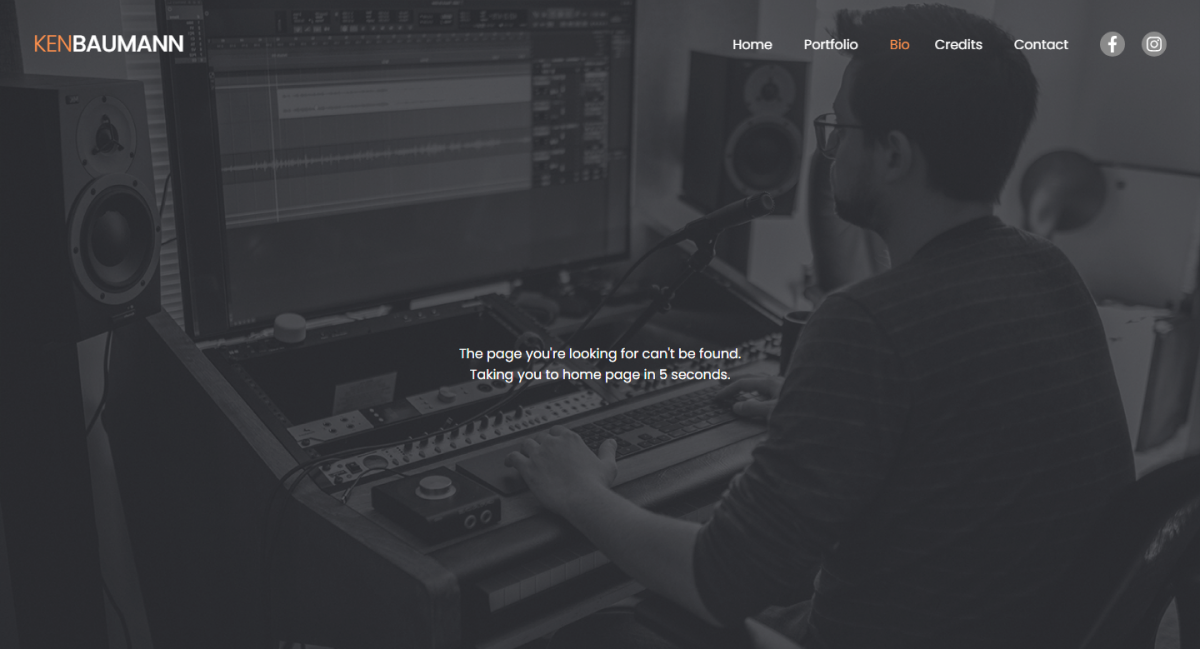 KENBAUMANN
Home Portfolio Bio Credits Contact
The page you're looking for can't be found.
Taking you to home page in 5 seconds.